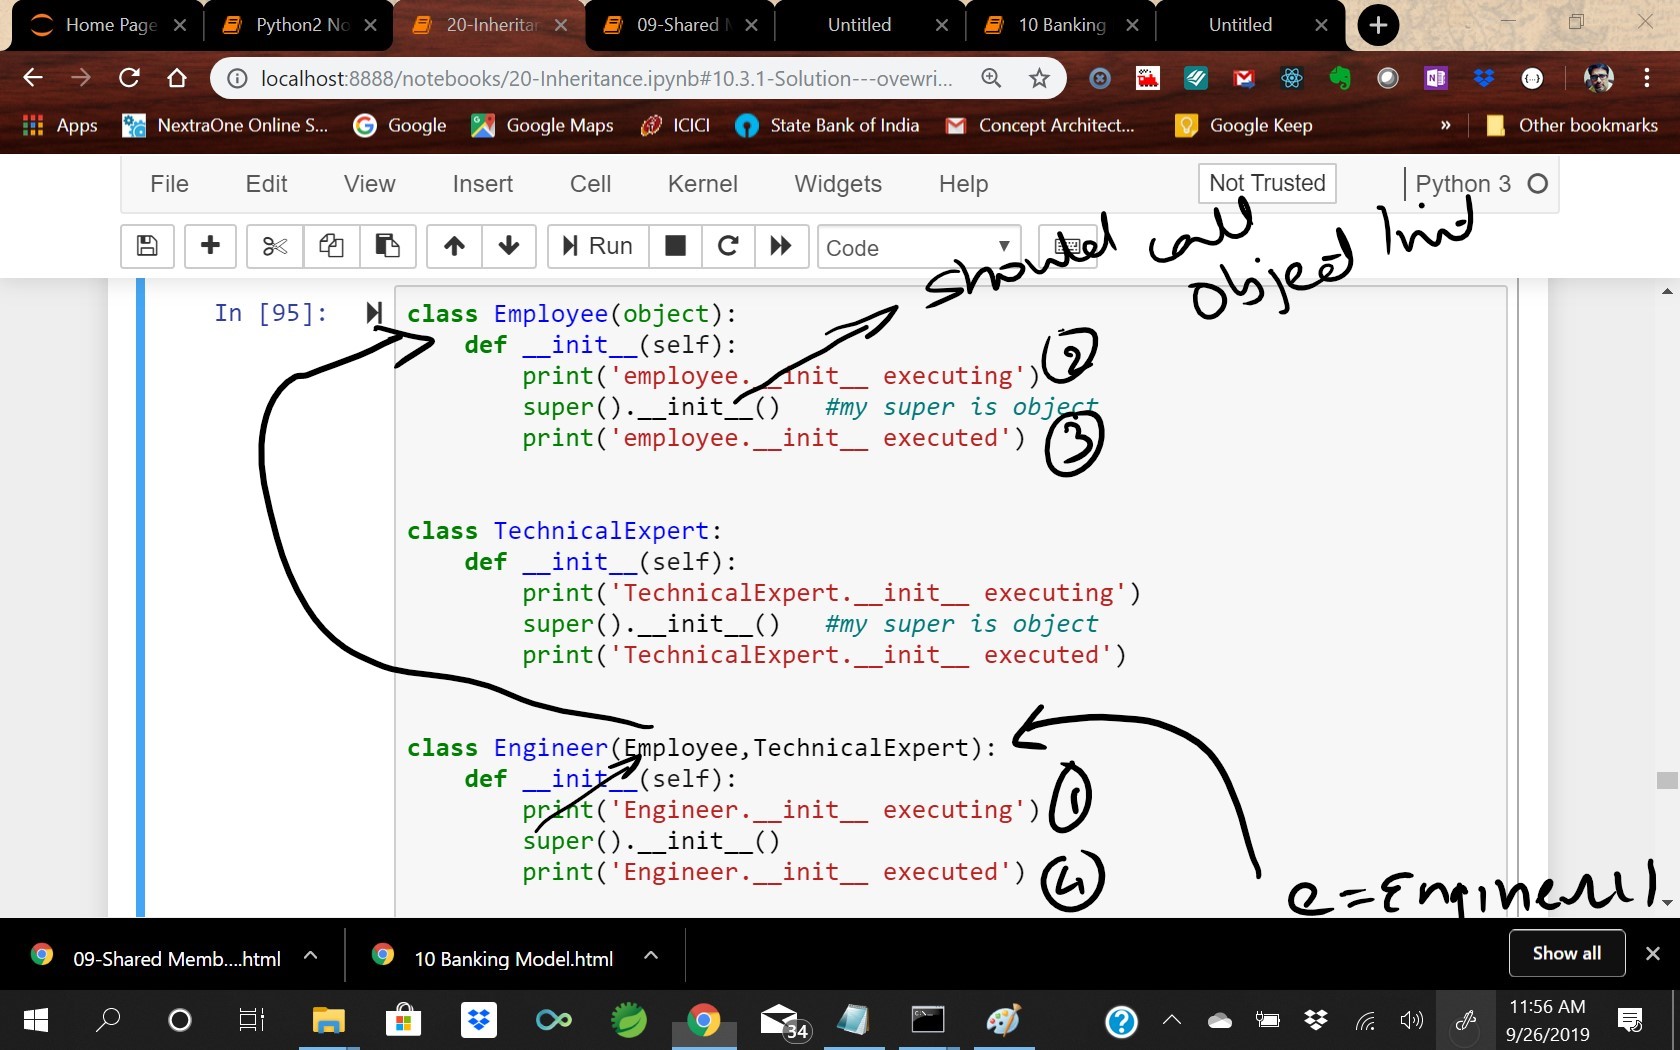 Home Page
Python2 No
20-Inherita
09-Shared M
Untitled
10 Banking
Untitled
localhost:8888/notebooks/20-Inheritance.ipynb#10.3.1-Solution---ovewri...
Apps
NextraOne Online S...
Google
Google Maps
ICICI
State Bank of India
Concept Architect...
Google Keep
»
Other bookmarks
File Edit View Insert Cell Kernel Widgets Help
Not Trusted
Python 3
Run
Code
should call
Object Init
In [95]:
class Employee(object):
def __init__(self):
print('employee.__init__ executing') 2
super().__init__() #my super is object
print('employee.__init__ executed') 3
class TechnicalExpert:
def __init__(self):
print('TechnicalExpert.__init__ executing')
super().__init__() #my super is object
print('TechnicalExpert.__init__ executed')
class Engineer(Employee,TechnicalExpert):
def __init__(self):
print('Engineer.__init__ executing') 1
super().__init__()
print('Engineer.__init__ executed') 4
09-Shared Memb....html
10 Banking Model.html
Show all
34
11:56 AM
9/26/2019